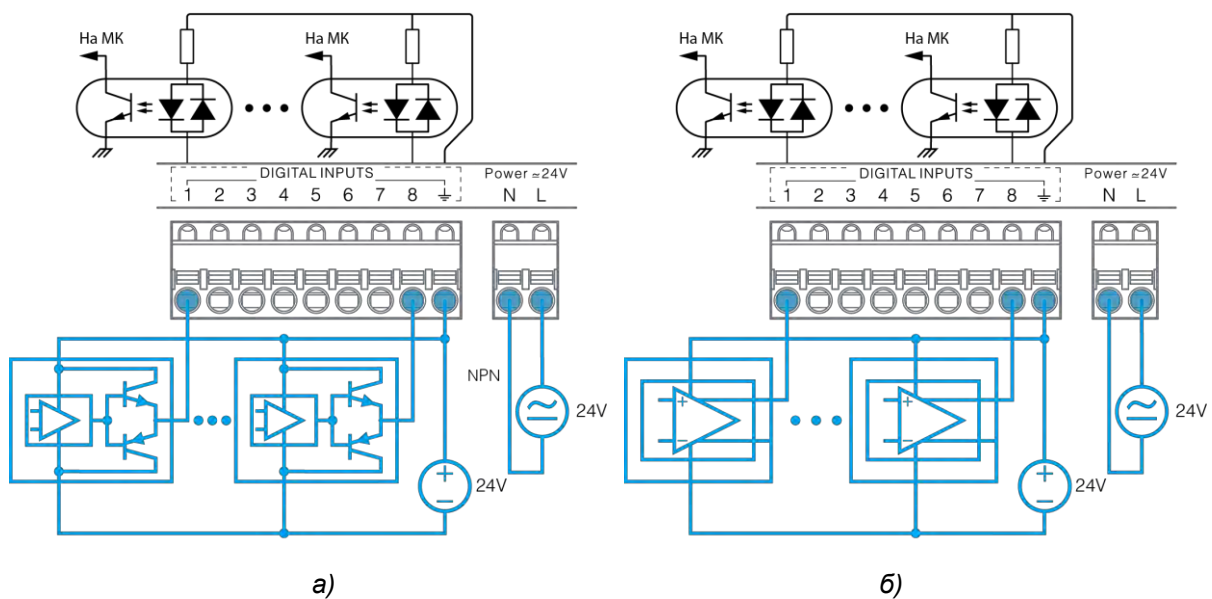 На МК На МК На МК На МК
DIGITAL INPUTS Power ≃24V DIGITAL INPUTS Power ≃24V
1 2 3 4 5 6 7 8 N L 1 2 3 4 5 6 7 8 N L
NPN
24V 24V
+ + + +
− − − −
24V 24V
а) б)